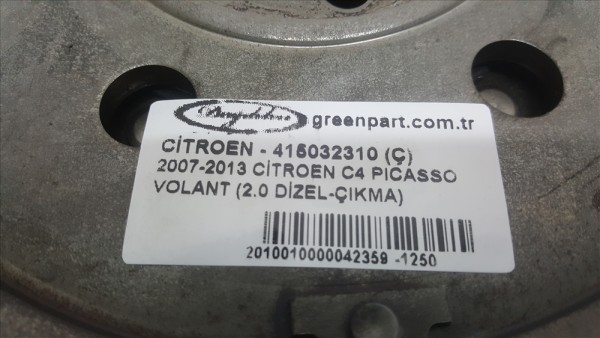 greenpart.com.tr
CİTROEN - 415032310 (Ç)
2007-2013 CİTROEN C4 PICASSO
VOLANT (2.0 DİZEL-ÇIKMA)
2010010000042359 -1250